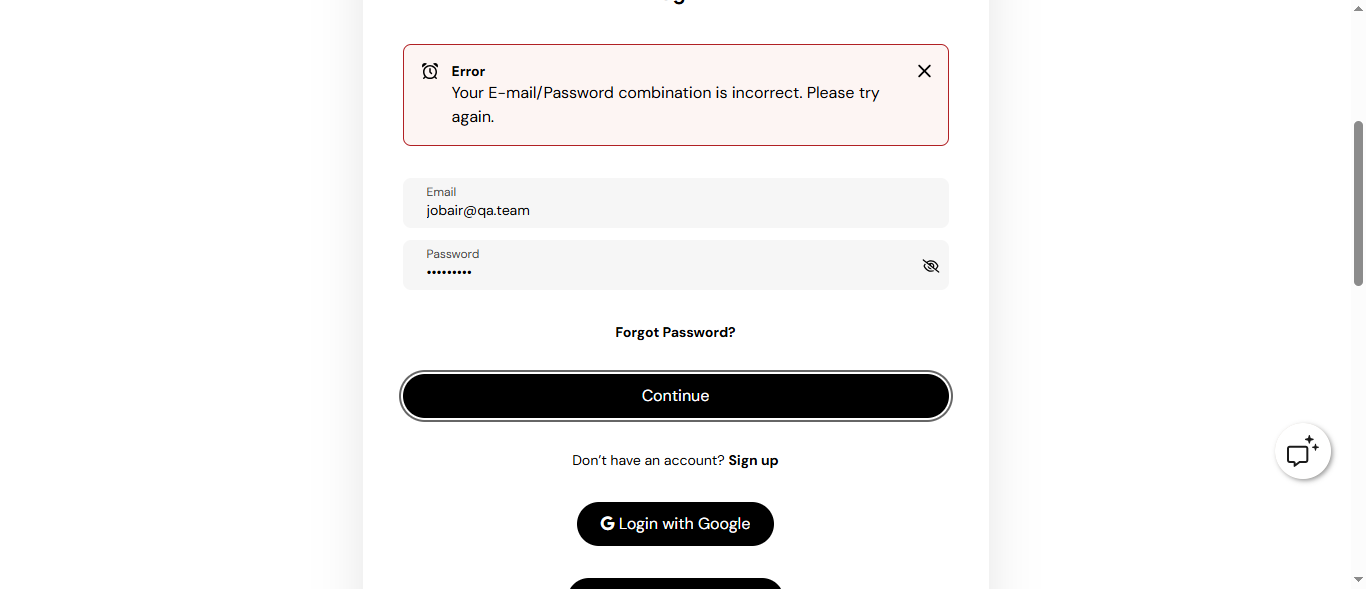 Error
Your E-mail/Password combination is incorrect. Please try
again.
Email
jobair@qa.team
Password
•••••••••
Forgot Password?
Continue
Don’t have an account? Sign up
Login with Google